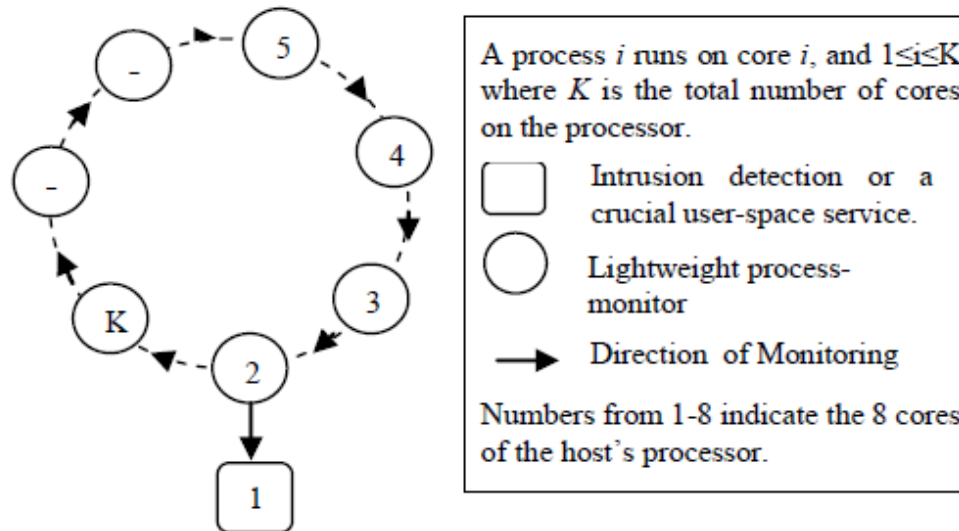 -
5
-
4
3
K
2
1
A process i runs on core i, and 1≤i≤K
where K is the total number of cores
on the processor.
Intrusion detection or a
crucial user-space service.
Lightweight process-
monitor
Direction of Monitoring
Numbers from 1-8 indicate the 8 cores
of the host's processor.